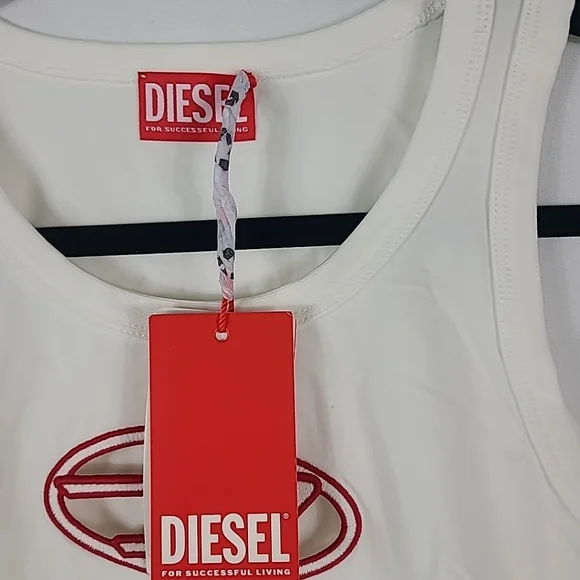 DIESEL
FOR SUCCESSFUL LIVING
DIESEL®
FOR SUCCESSFUL LIVING